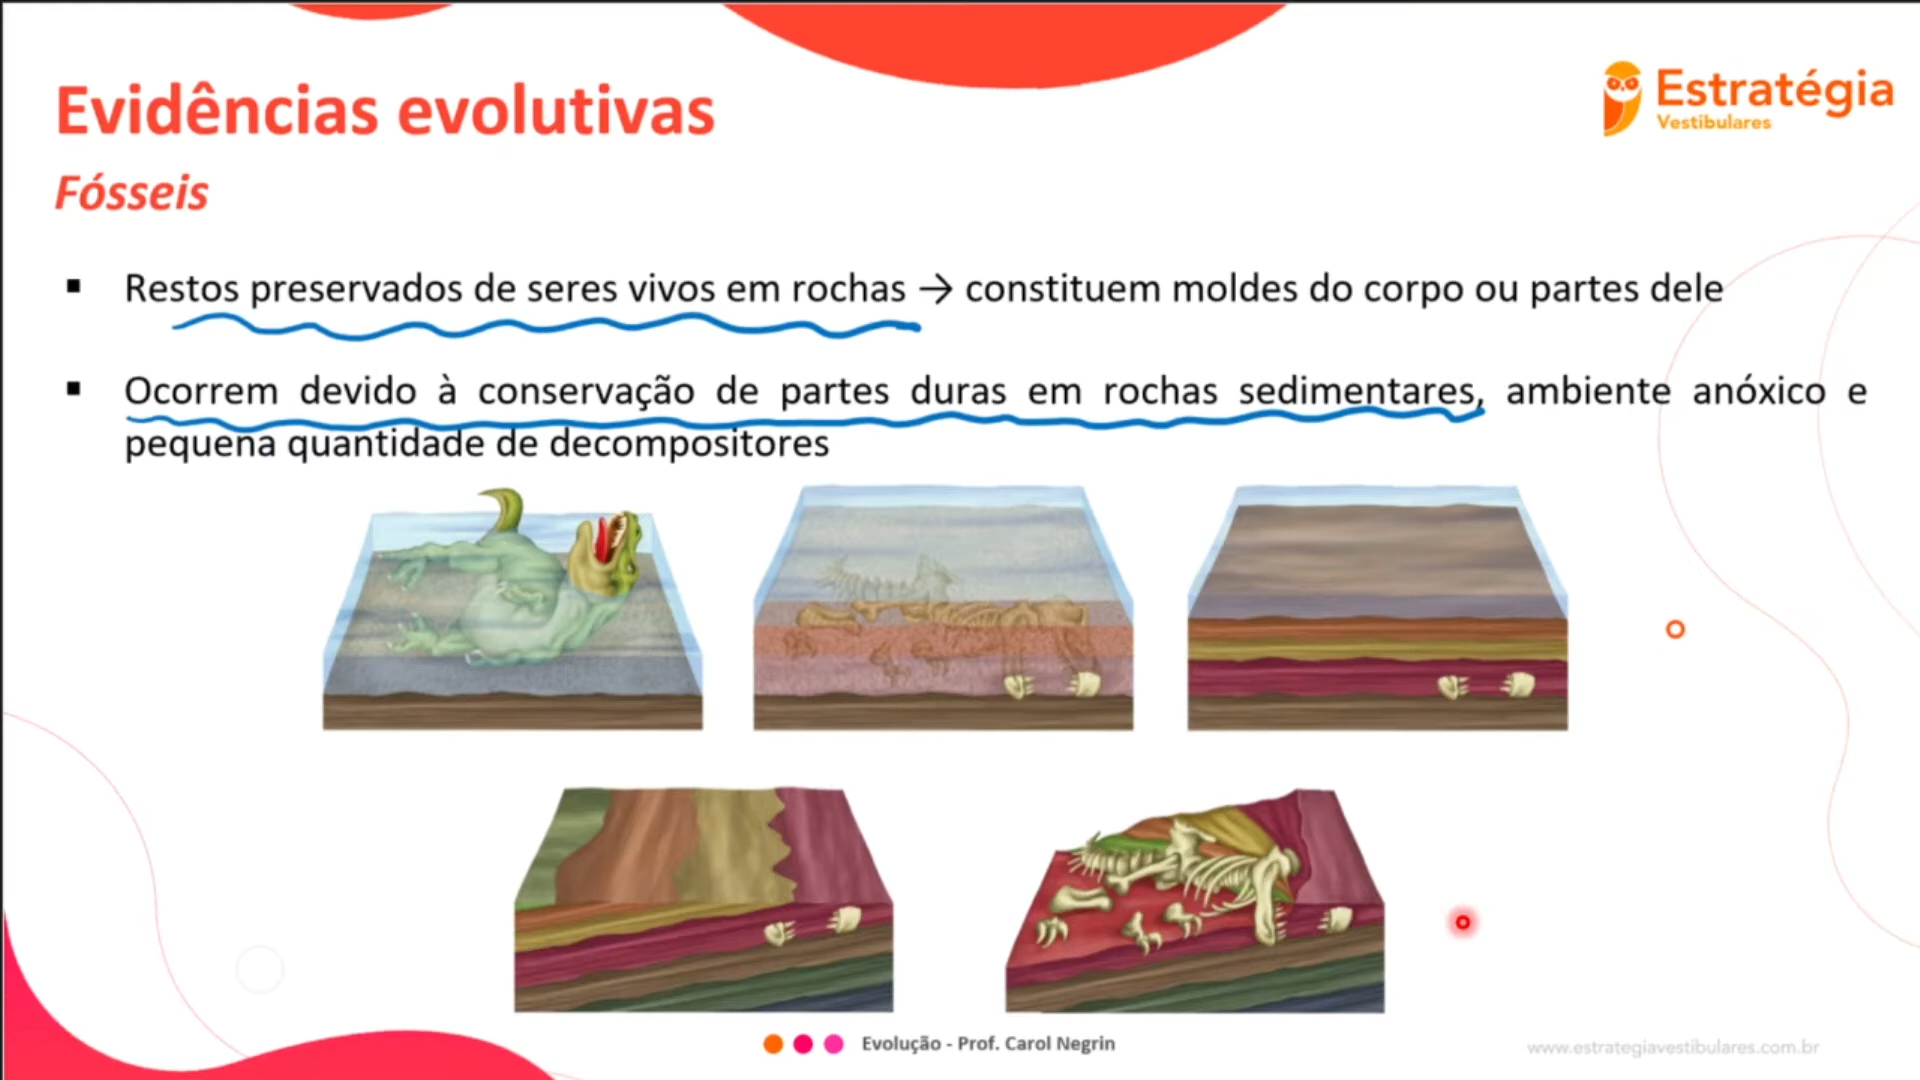 Evidências evolutivas
Estratégia
Vestibulares
Fósseis
▪ Restos preservados de seres vivos em rochas → constituem moldes do corpo ou partes dele
▪ Ocorrem devido à conservação de partes duras em rochas sedimentares, ambiente anóxico e
pequena quantidade de decompositores
Evolução - Prof. Carol Negrin
www.estrategiavestibulares.com.br